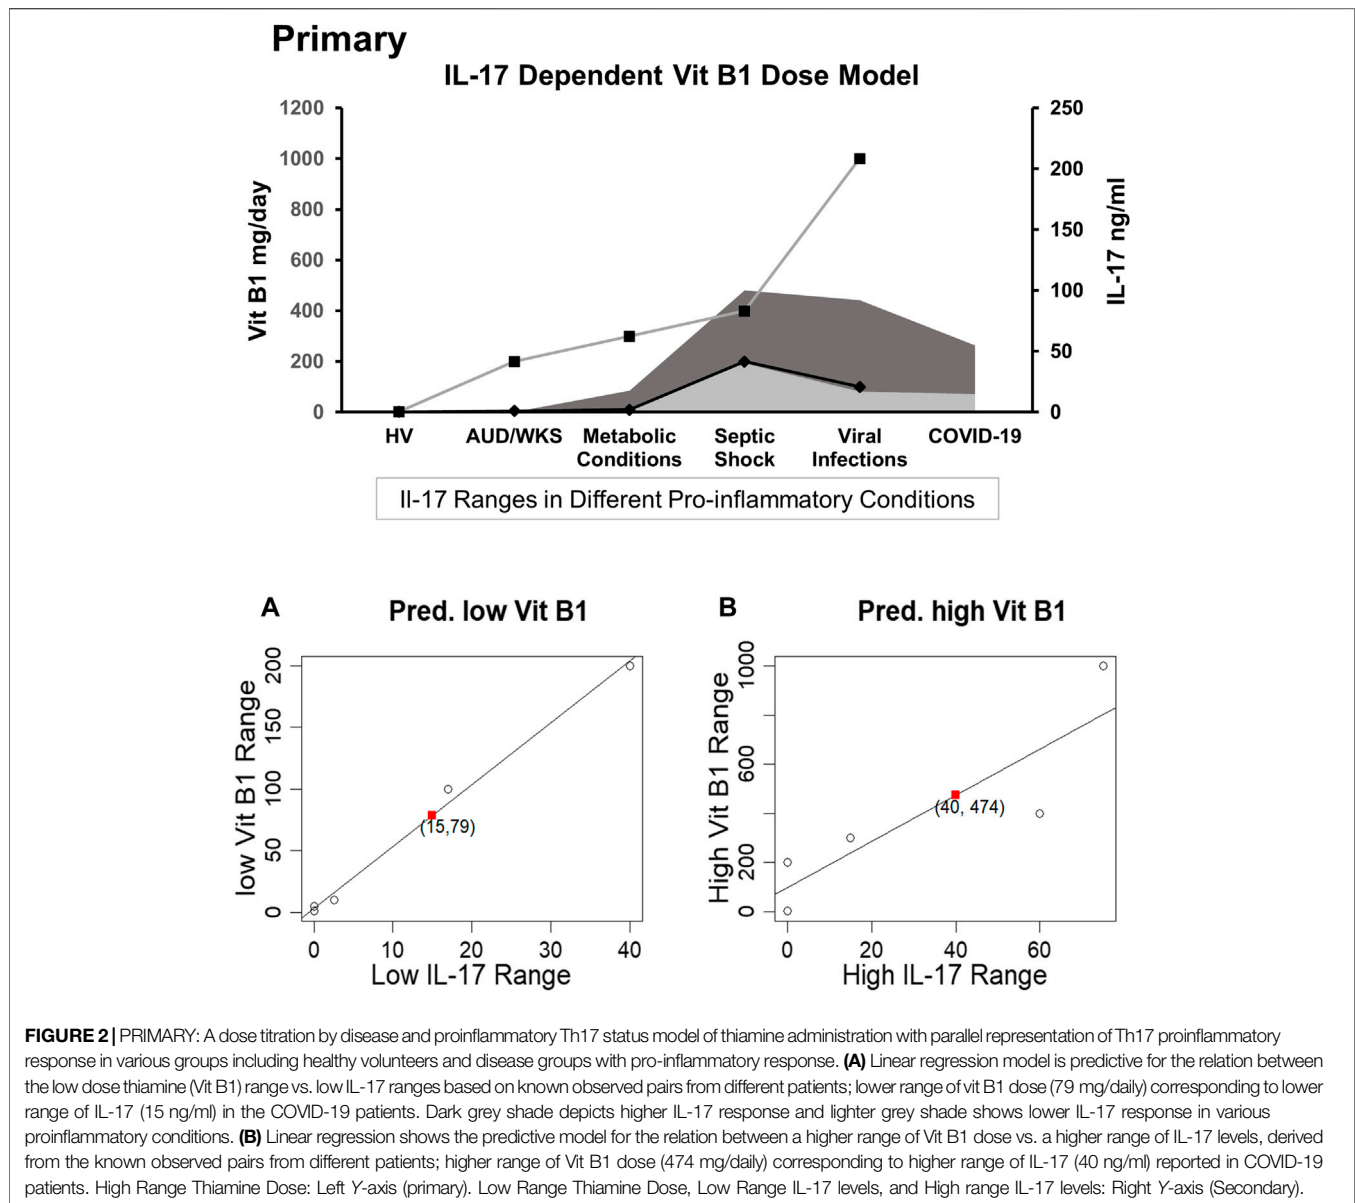 Primary
IL-17 Dependent Vit B1 Dose Model
1200
1000
800
600
400
200
0
Vit B1 mg/day
250
200
150
100
50
0
IL-17 ng/ml
HV
AUD/WKS
Metabolic
Conditions
Septic
Shock
Viral
Infections
COVID-19
Il-17 Ranges in Different Pro-inflammatory Conditions
A
Pred. low Vit B1
low Vit B1 Range
200
150
100
50
0
(15,79)
0 10 20 30 40
Low IL-17 Range
B
Pred. high Vit B1
High Vit B1 Range
1000
600
200
0
(40, 474)
0 20 40 60
High IL-17 Range
FIGURE 2 | PRIMARY: A dose titration by disease and proinflammatory Th17 status model of thiamine administration with parallel representation of Th17 proinflammatory
response in various groups including healthy volunteers and disease groups with pro-inflammatory response. (A) Linear regression model is predictive for the relation between
the low dose thiamine (Vit B1) range vs. low IL-17 ranges based on known observed pairs from different patients; lower range of vit B1 dose (79 mg/daily) corresponding to lower
range of IL-17 (15 ng/ml) in the COVID-19 patients. Dark grey shade depicts higher IL-17 response and lighter grey shade shows lower IL-17 response in various
proinflammatory conditions. (B) Linear regression shows the predictive model for the relation between a higher range of Vit B1 dose vs. a higher range of IL-17 levels, derived
from the known observed pairs from different patients; higher range of Vit B1 dose (474 mg/daily) corresponding to higher range of IL-17 (40 ng/ml) reported in COVID-19
patients. High Range Thiamine Dose: Left Y-axis (primary). Low Range Thiamine Dose, Low Range IL-17 levels, and High range IL-17 levels: Right Y-axis (Secondary).